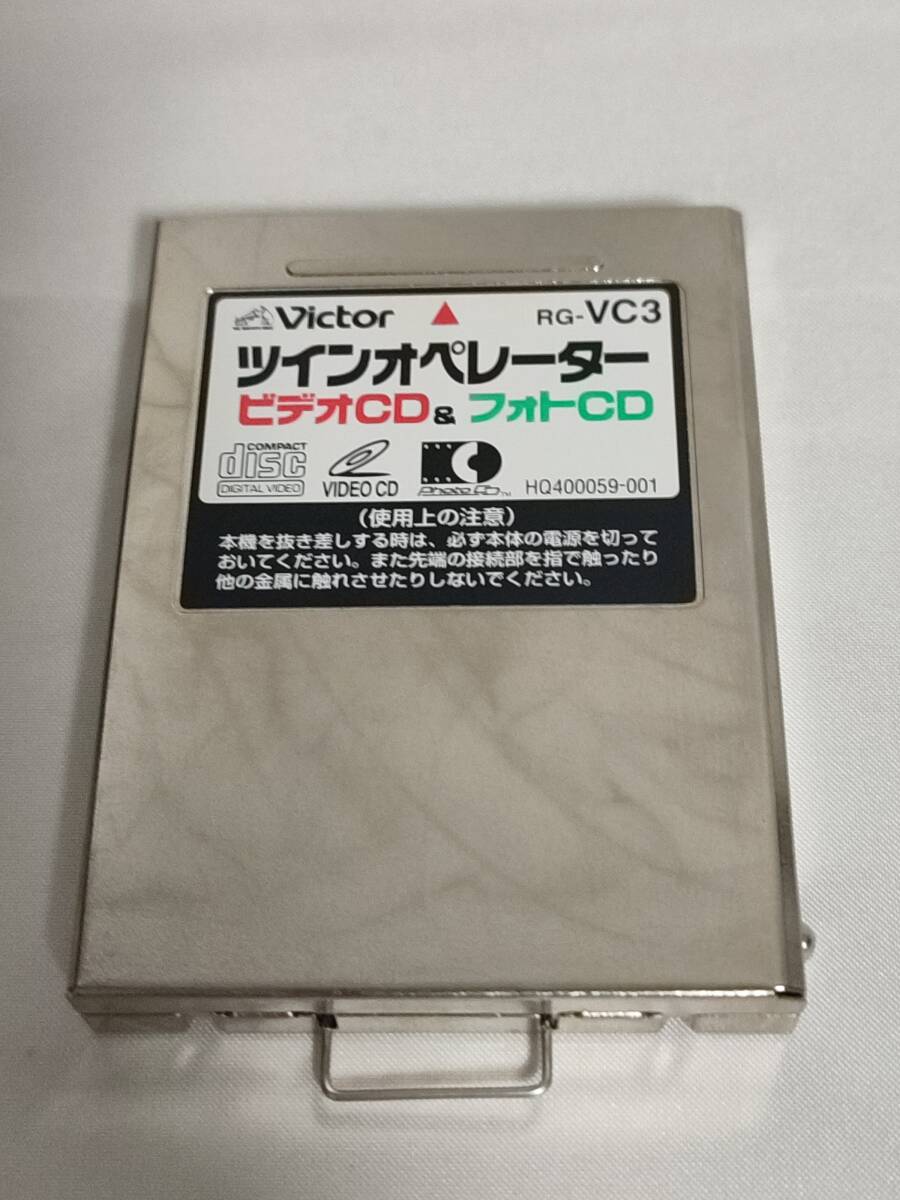 Victor ▲ RG-VC3
ツインオペレーター
ビデオCD & フォトCD
COMPACT
disc
DIGITAL VIDEO
VIDEO CD
Photo CD™
HQ400059-001
(使用上の注意)
本機を抜き差しする時は、必ず本体の電源を切って
おいてください。また先端の接続部を指で触ったり
他の金属に触れさせたりしないでください。